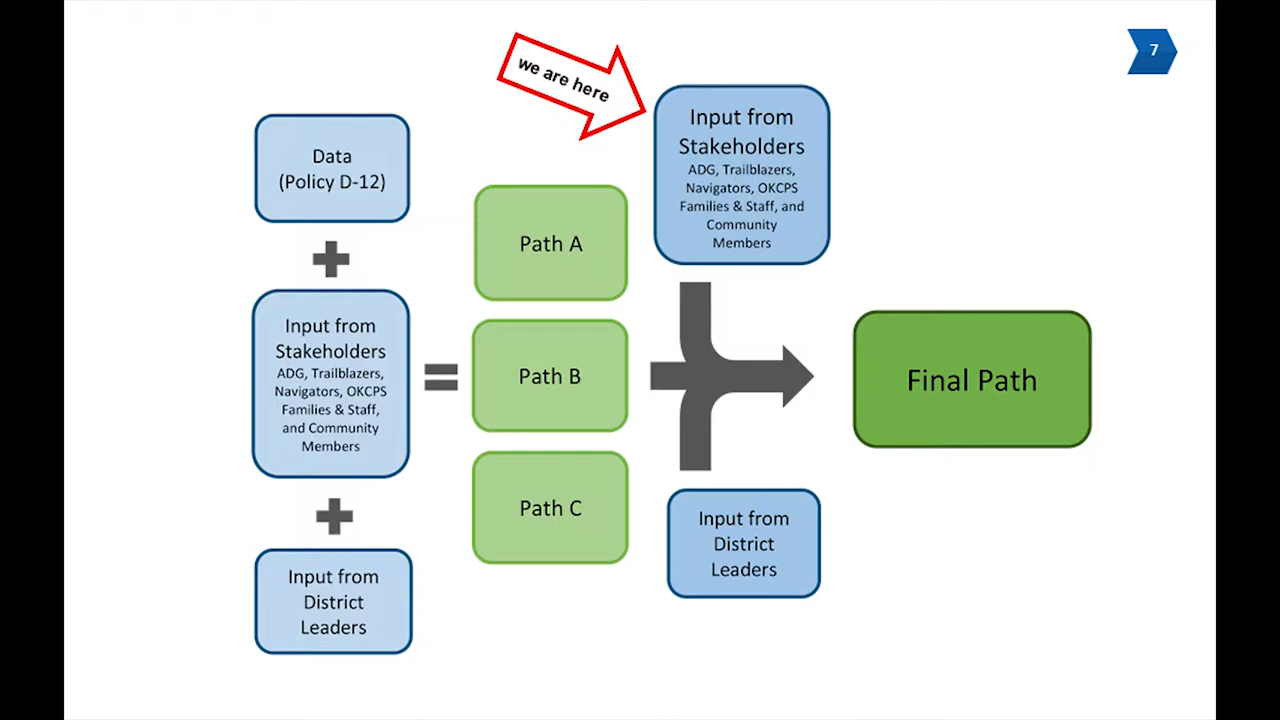 7
we are here
Data
(Policy D-12)
Input from
Stakeholders
ADG, Trailblazers,
Navigators, OKCPS
Families & Staff,
and Community
Members
Input from
District
Leaders
Path A
Path B
Path C
Input from
Stakeholders
ADG, Trailblazers,
Navigators, OKCPS
Families & Staff, and
Community
Members
Input from
District
Leaders
Final Path